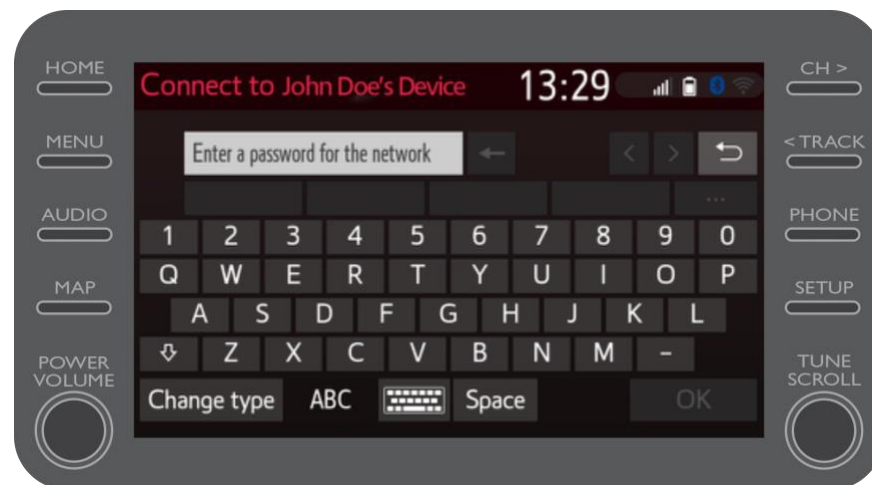 HOME
MENU
AUDIO
MAP
POWER
VOLUME
Connect to John Doe's Device 13:29
Enter a password for the network
...
1 2 3 4 5 6 7 8 9 0
Q W E R T Y U I O P
A S D F G H J K L
Z X C V B N M -
Change type ABC Space OK
CH >
< TRACK
PHONE
SETUP
TUNE
SCROLL